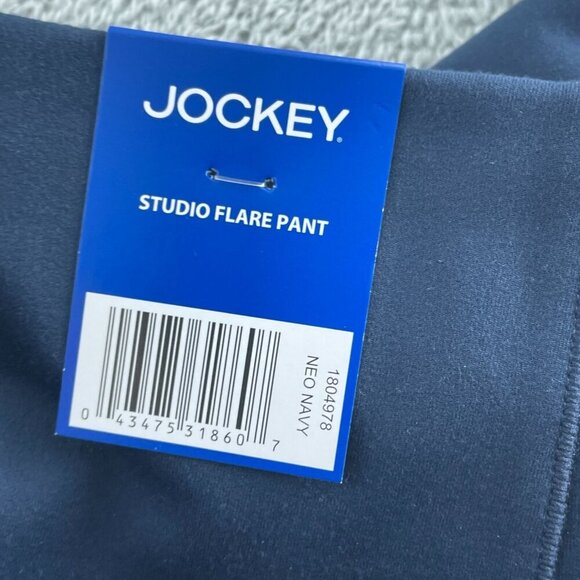 JOCKEY®
STUDIO FLARE PANT
1804978
NEO NAVY
0 43475 31860 7